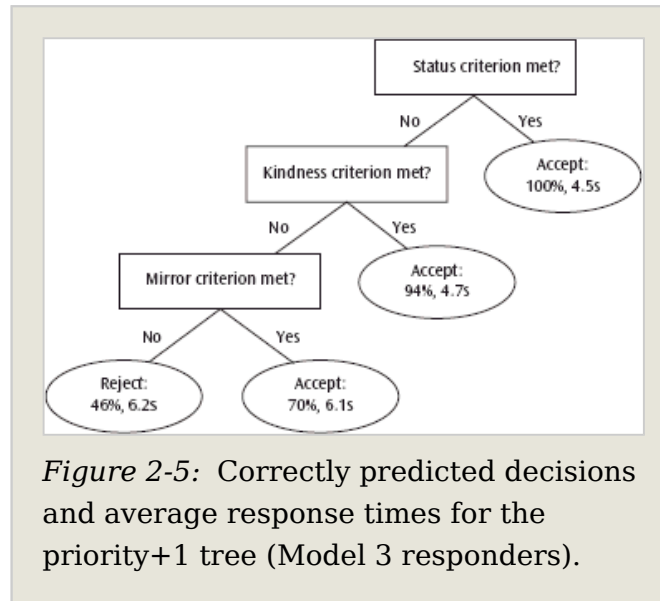 Status criterion met?
No
Yes
Kindness criterion met?
Accept:
100%, 4.5s
No
Yes
Mirror criterion met?
Accept:
94%, 4.7s
No
Yes
Reject:
46%, 6.2s
Accept:
70%, 6.1s
Figure 2-5: Correctly predicted decisions
and average response times for the
priority+1 tree (Model 3 responders).